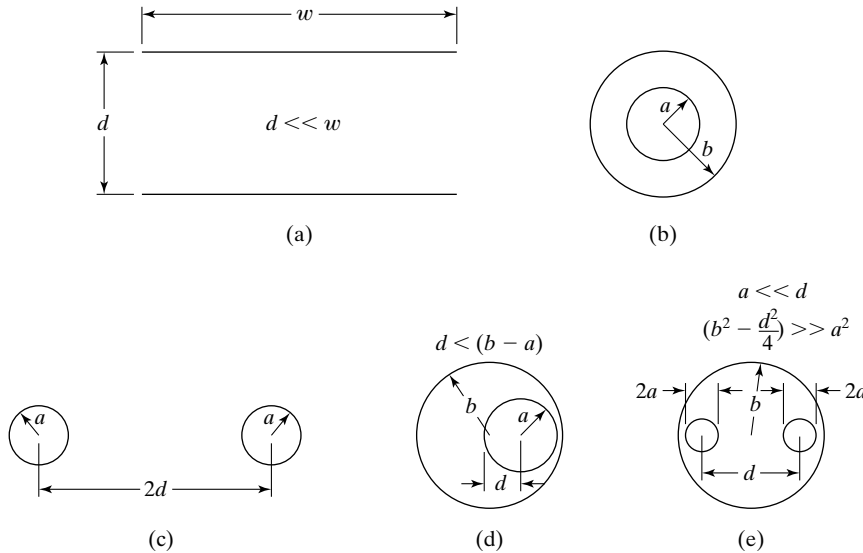 w
d
d << w
(a)
a
b
(b)
a
a
2d
(c)
d < (b − a)
b
a
d
(d)
a << d
(b² − d²/4) >> a²
2a
b
2a
d
(e)